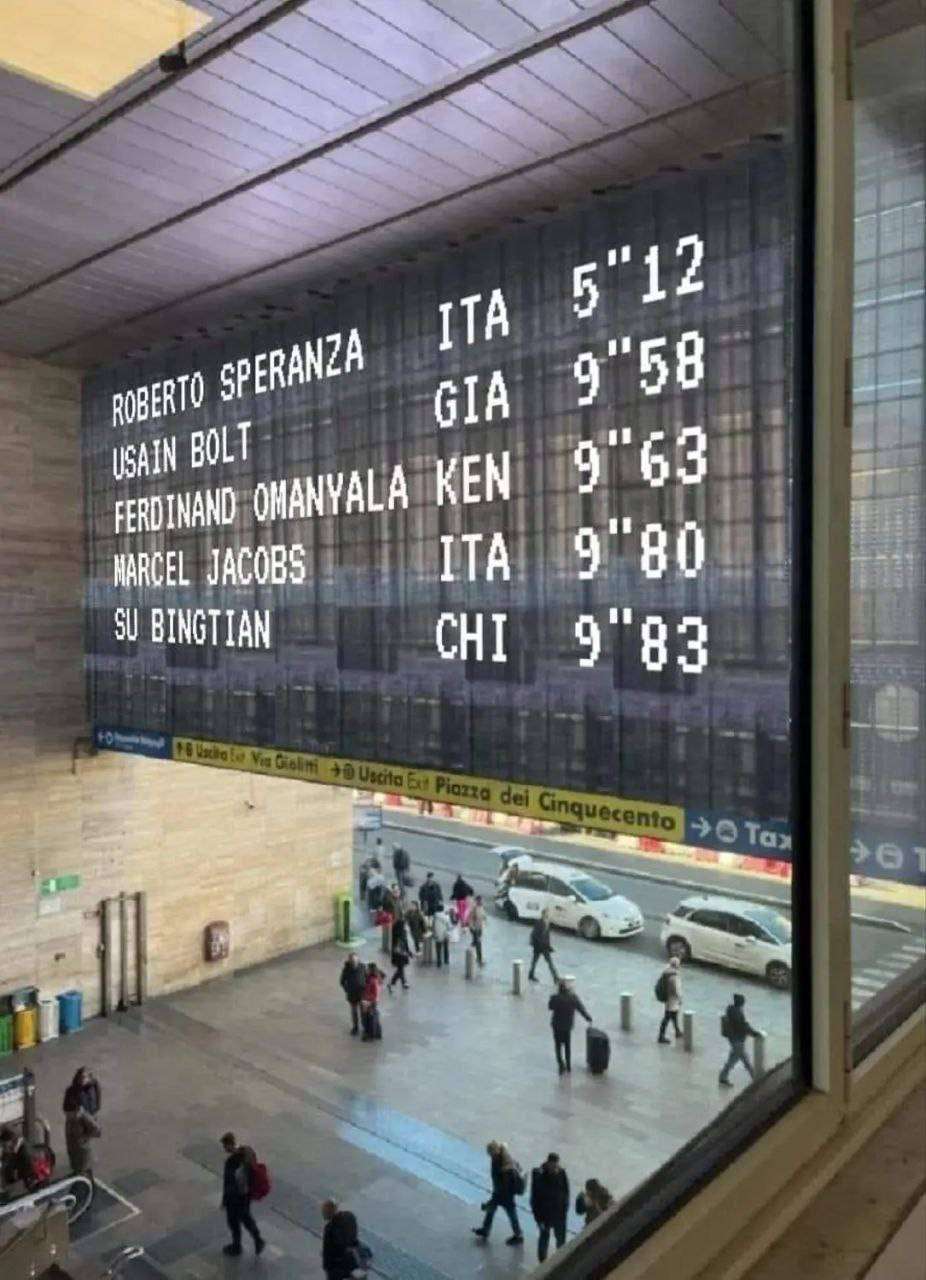 ROBERTO SPERANZA ITA 5"12
USAIN BOLT GIA 9"58
FERDINAND OMANYALA KEN 9"63
MARCEL JACOBS ITA 9"80
SU BINGTIAN CHI 9"83
Uscita Exit Via Giolitti Uscita Exit Piazza dei Cinquecento Tax
T